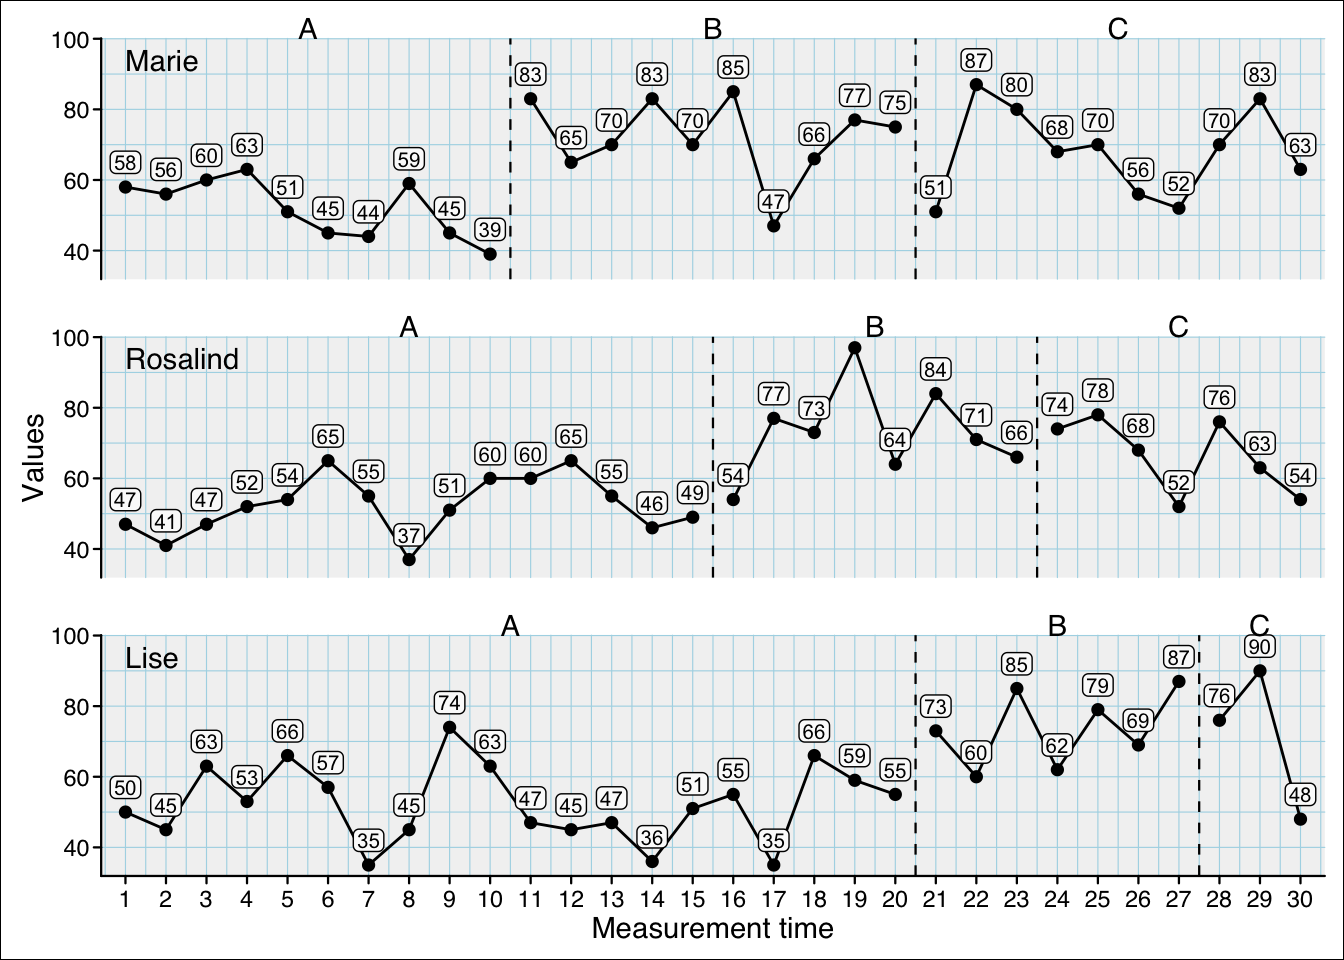 A B C
100
Marie
80
60
40
58 56 60 63 51 45 44 59 45 39 83 65 70 83 70 85 47 66 77 75 51 87 80 68 70 56 52 70 83 63
A B C
100
Rosalind
80
60
40
47 41 47 52 54 65 55 37 51 60 60 65 55 46 49 54 77 73 64 84 71 66 74 78 68 52 76 63 54
Values
A B C
100
Lise
80
60
40
50 45 63 53 66 57 35 45 74 63 47 45 47 36 51 55 35 66 59 55 73 60 85 62 79 69 87 76 90 48
1 2 3 4 5 6 7 8 9 10 11 12 13 14 15 16 17 18 19 20 21 22 23 24 25 26 27 28 29 30
Measurement time